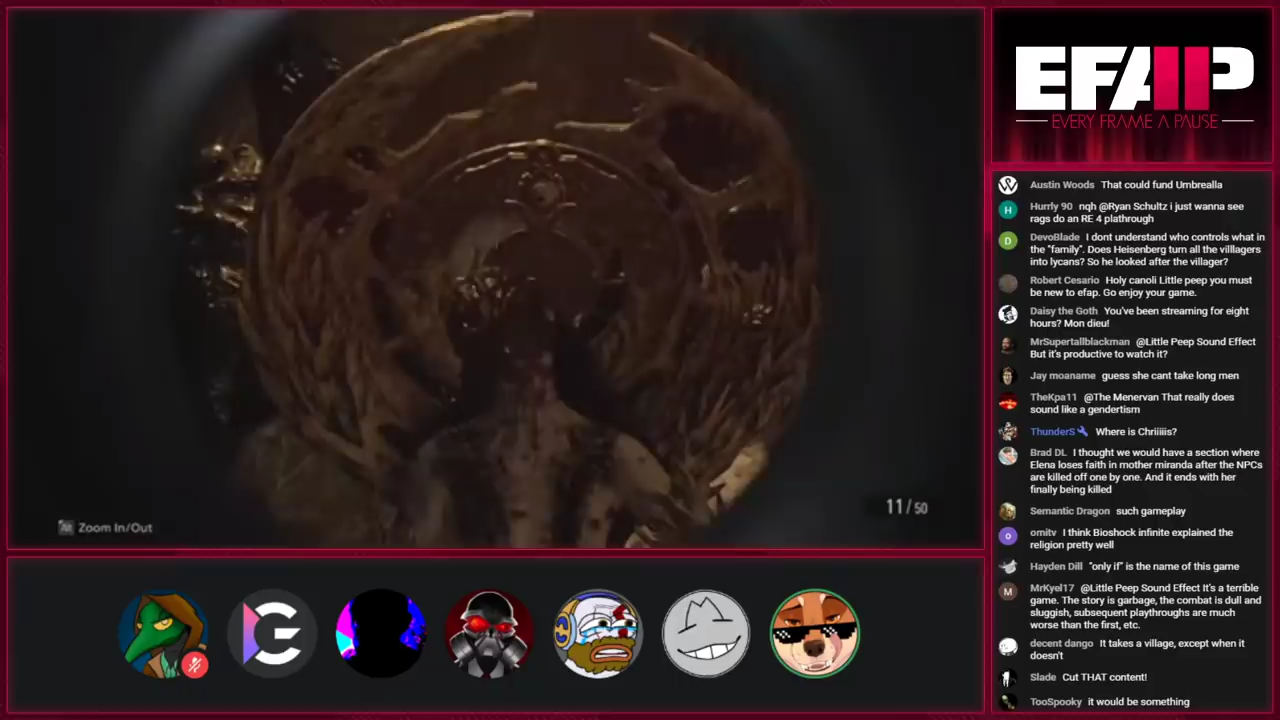 11/50
Alt Zoom In/Out
EFAP
EVERY FRAME A PAUSE
Austin Woods That could fund Umbrealla
Hurrly 90 nqh @Ryan Schultz i just wanna see
rags do an RE 4 plathrough
DevoBlade I dont understand who controls what in
the "family". Does Heisenberg turn all the villlagers
into lycans? So he looked after the villager?
Robert Cesario Holy canoli Little peep you must
be new to efap. Go enjoy your game.
Daisy the Goth You've been streaming for eight
hours? Mon dieu!
MrSupertallblackman @Little Peep Sound Effect
But it's productive to watch it?
Jay moaname guess she cant take long men
TheKpa11 @The Menervan That really does
sound like a gendertism
ThunderS Where is Chriiiiis?
Brad DL I thought we would have a section where
Elena loses faith in mother miranda after the NPCs
are killed off one by one. And it ends with her
finally being killed
Semantic Dragon such gameplay
omitv I think Bioshock infinite explained the
religion pretty well
Hayden Dill "only if" is the name of this game
MrKyel17 @Little Peep Sound Effect It's a terrible
game. The story is garbage, the combat is dull and
sluggish, subsequent playthroughs are much
worse than the first, etc.
decent dango It takes a village, except when it
doesn't
Slade Cut THAT content!
TooSpooky it would be something